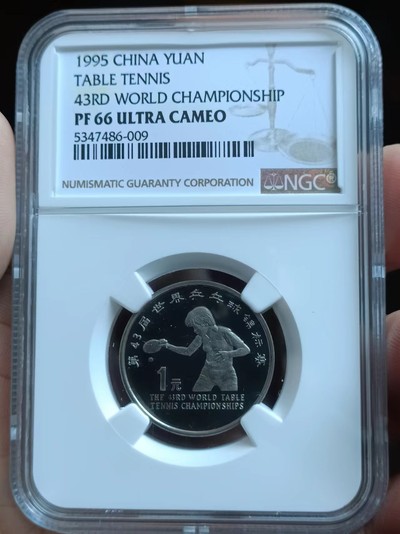 1995 CHINA YUAN
TABLE TENNIS
43RD WORLD CHAMPIONSHIP
PF 66 ULTRA CAMEO
5347486-009
NUMISMATIC GUARANTY CORPORATION
NGC
第43届世界乒乓球锦标赛
1元
THE 43RD WORLD TABLE
TENNIS CHAMPIONSHIPS